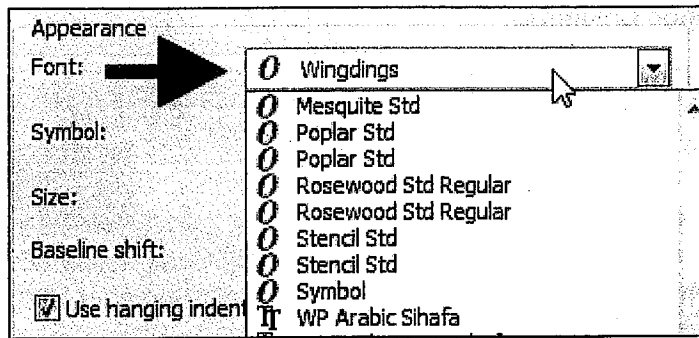 Appearance
Font:
Wingdings
Mesquite Std
Symbol:
Poplar Std
Poplar Std
Size:
Rosewood Std Regular
Rosewood Std Regular
Baseline shift:
Stencil Std
Stencil Std
Symbol
Use hanging indent
WP Arabic Sihafa